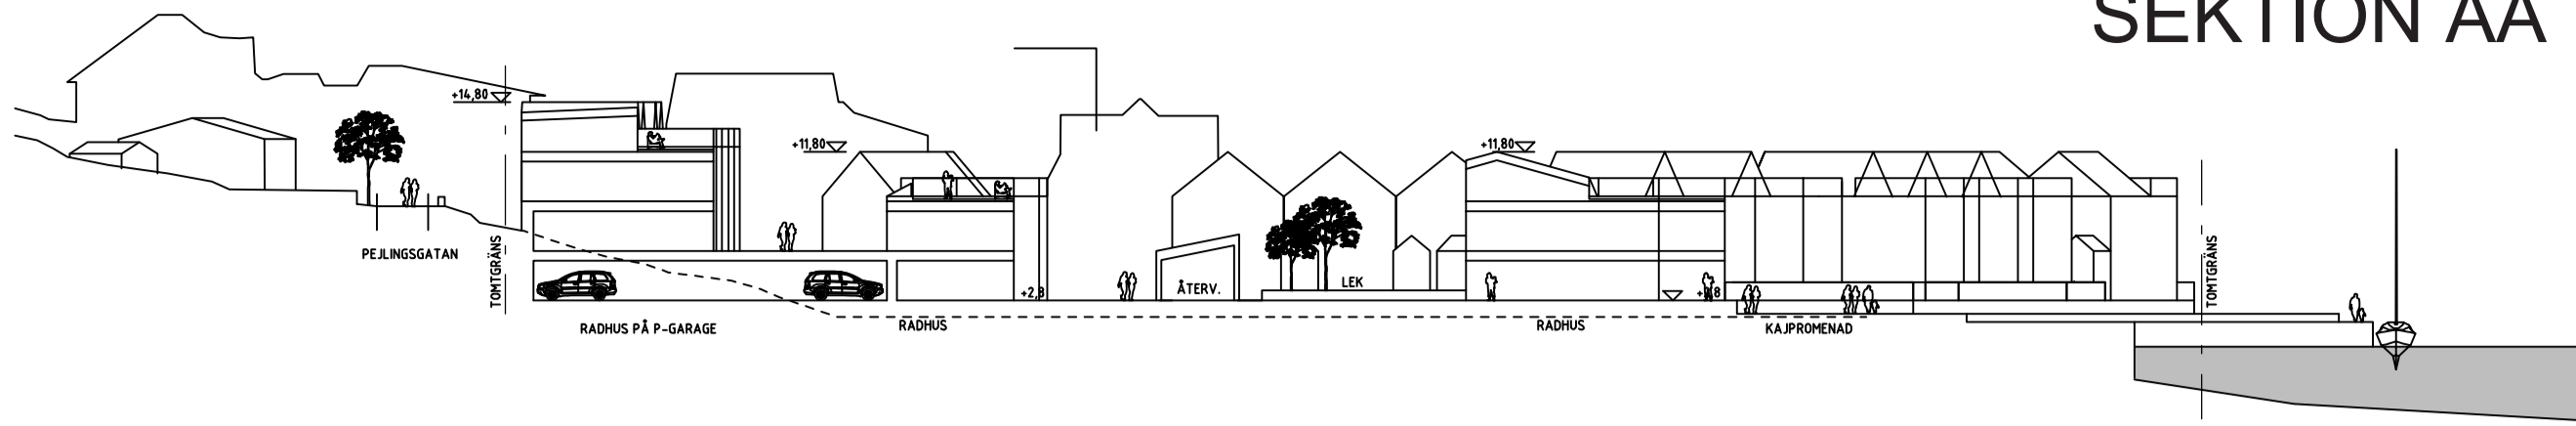 SEKTION AA
+14,80
+11,80
+11,80
PEJLINGSGATAN
TOMTGRÄNS
ÅTERV.
LEK
+2,8
TOMTGRÄNS
RADHUS PÅ P-GARAGE
RADHUS
RADHUS
KAJPROMENAD